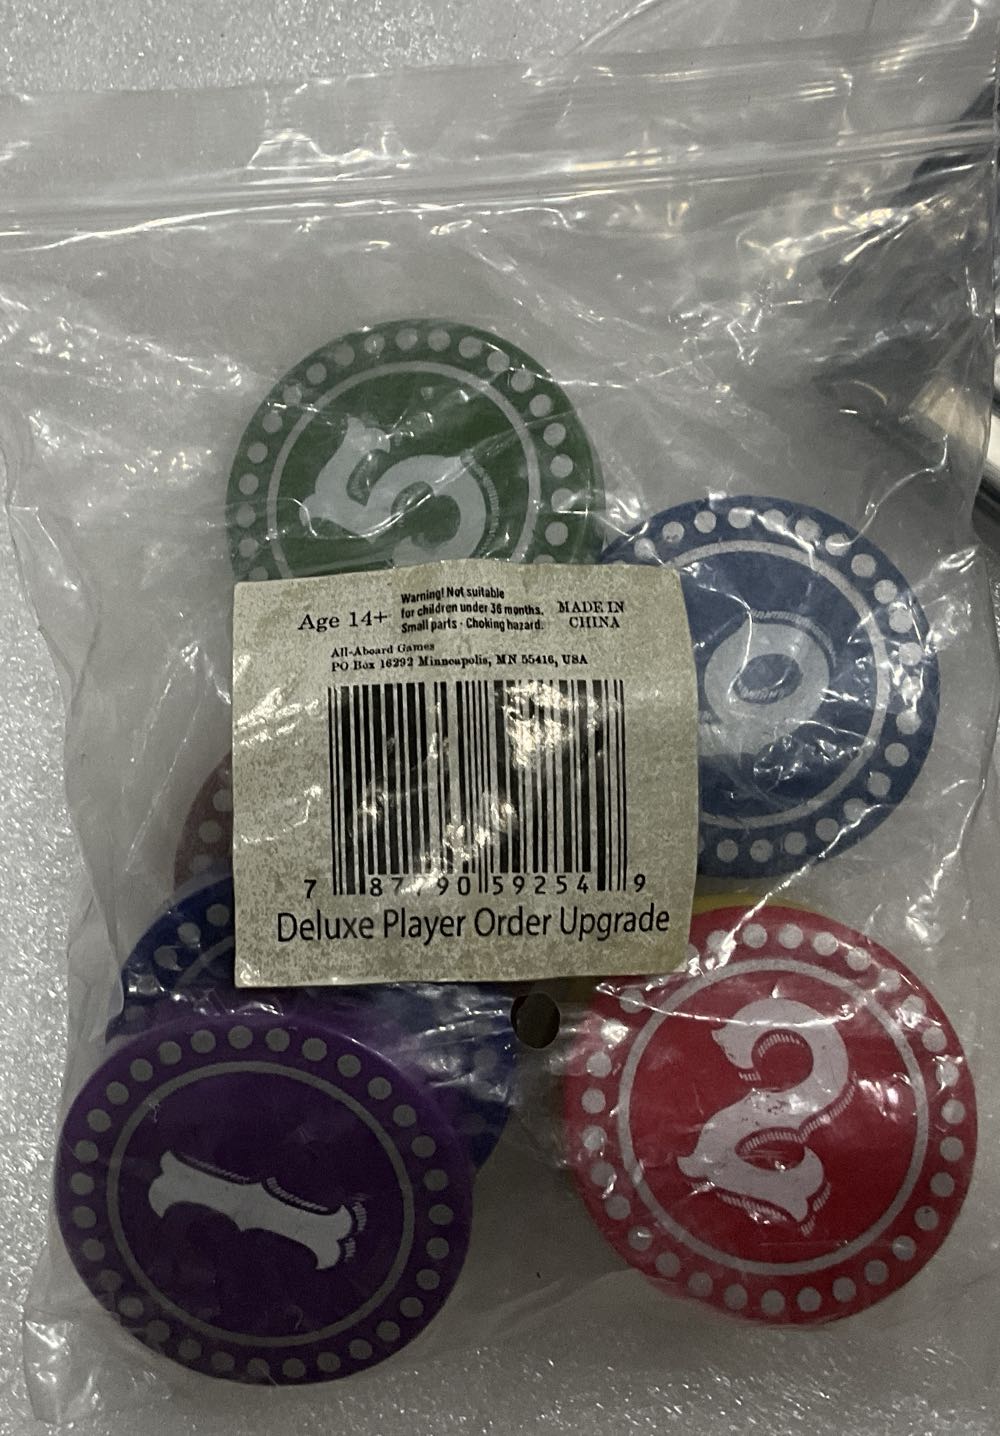 5
Age 14+
Warning! Not suitable
for children under 36 months.
Small parts - Choking hazard.
MADE IN
CHINA
All-Aboard Games
PO Box 16292 Minneapolis, MN 55416, USA
0
7 87790 59254 9
Deluxe Player Order Upgrade
2
1